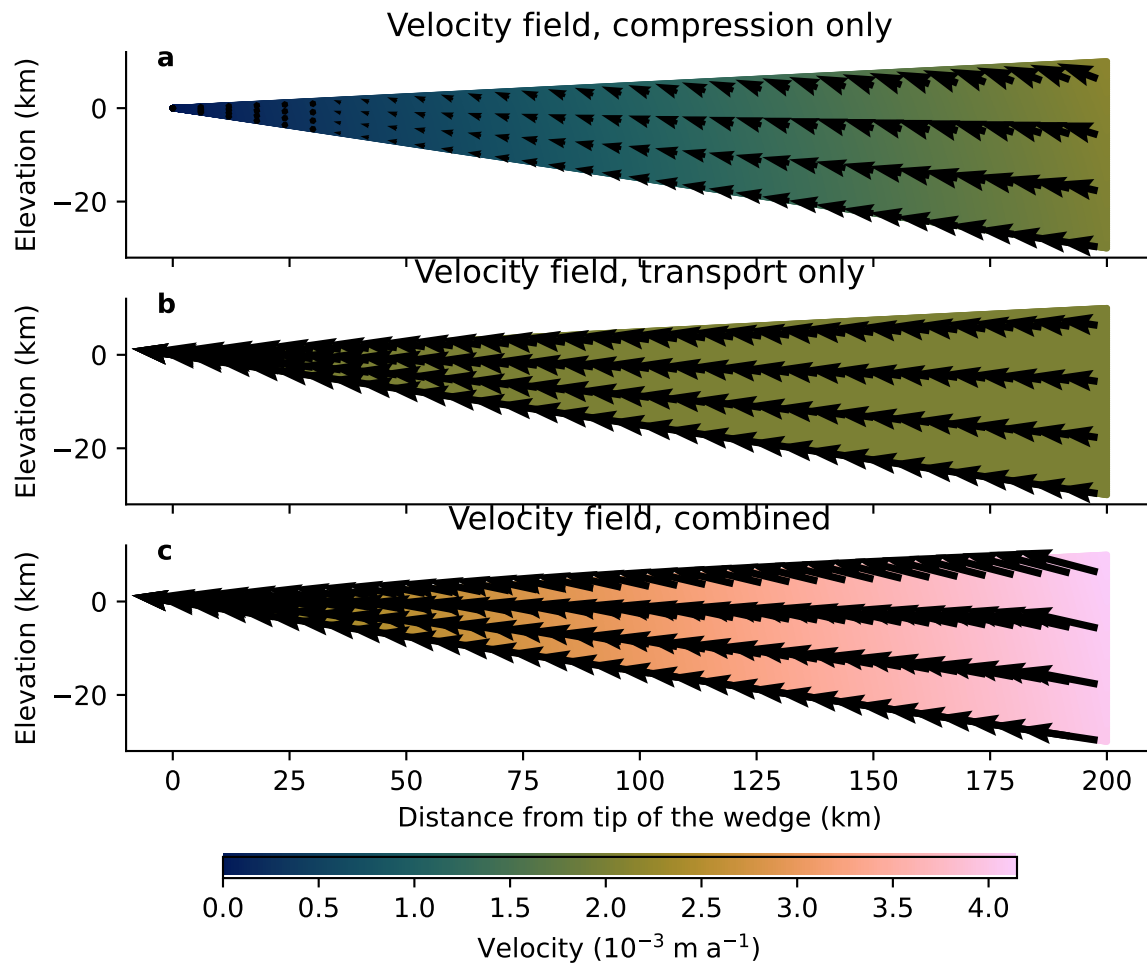 Velocity field, compression only
a
Elevation (km)
0
−20
Velocity field, transport only
b
Elevation (km)
0
−20
Velocity field, combined
c
Elevation (km)
0
−20
0 25 50 75 100 125 150 175 200
Distance from tip of the wedge (km)
0.0 0.5 1.0 1.5 2.0 2.5 3.0 3.5 4.0
Velocity (10⁻³ m a⁻¹)